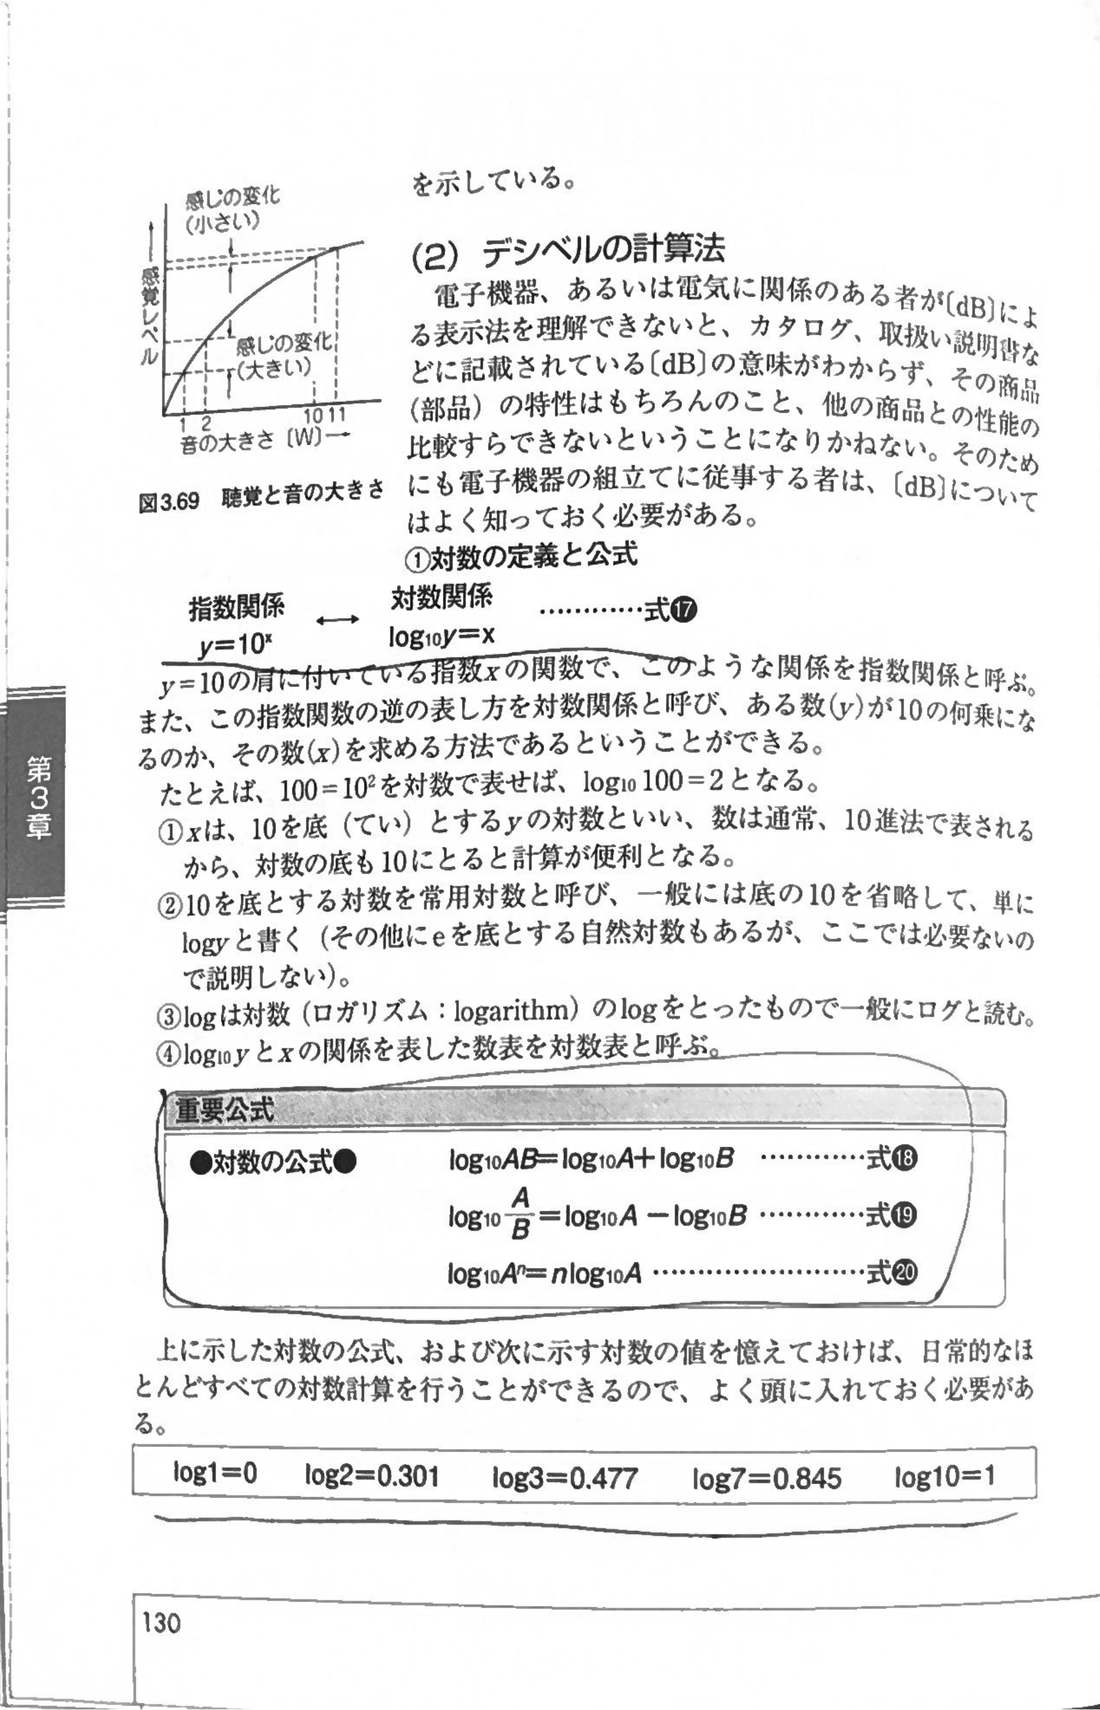 を示している。
感じの変化
(小さい)
感覚レベル
感じの変化
(大きい)
1 2 10 11
音の大きさ〔W〕
図3.69 聴覚と音の大きさ
(2) デシベルの計算法
電子機器、あるいは電気に関係のある者が〔dB〕によ
る表示法を理解できないと、カタログ、取扱い説明書な
どに記載されている〔dB〕の意味がわからず、その商品
(部品)の特性はもちろんのこと、他の商品との性能の
比較すらできないということになりかねない。そのため
にも電子機器の組立てに従事する者は、〔dB〕について
はよく知っておく必要がある。
①対数の定義と公式
指数関係 ←→ 対数関係 …………式⓱
y=10ˣ log₁₀y=x
y=10の肩に付いている指数xの関数で、このような関係を指数関係と呼ぶ。
また、この指数関数の逆の表し方を対数関係と呼び、ある数(y)が10の何乗にな
るのか、その数(x)を求める方法であるということができる。
たとえば、100=10²を対数で表せば、log₁₀100=2となる。
①xは、10を底(てい)とするyの対数といい、数は通常、10進法で表される
から、対数の底も10にとると計算が便利となる。
②10を底とする対数を常用対数と呼び、一般には底の10を省略して、単に
logyと書く(その他にeを底とする自然対数もあるが、ここでは必要ないの
で説明しない)。
③logは対数(ロガリズム:logarithm)のlogをとったもので一般にログと読む。
④log₁₀yとxの関係を表した数表を対数表と呼ぶ。
重要公式
●対数の公式● log₁₀AB=log₁₀A+log₁₀B …………式⓲
log₁₀A/B=log₁₀A−log₁₀B …………式⓳
log₁₀Aⁿ=nlog₁₀A ……………………式⓴
上に示した対数の公式、および次に示す対数の値を憶えておけば、日常的なほ
とんどすべての対数計算を行うことができるので、よく頭に入れておく必要があ
る。
log1=0 log2=0.301 log3=0.477 log7=0.845 log10=1
第3章
130